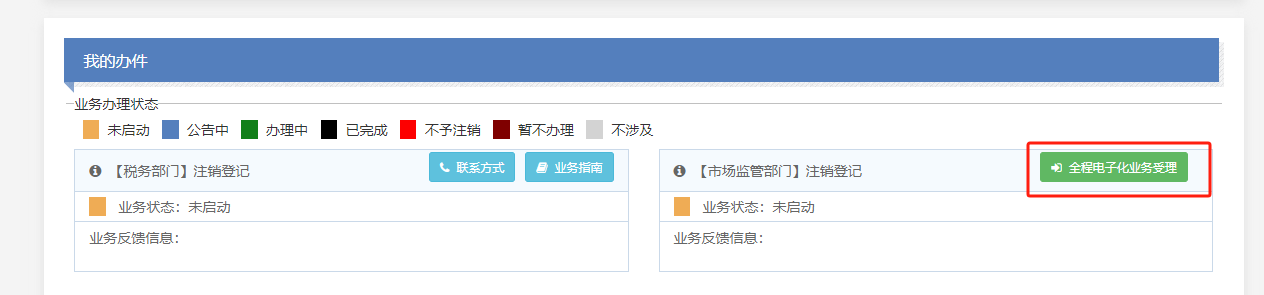 我的办件
业务办理状态
未启动 公告中 办理中 已完成 不予注销 暂不办理 不涉及
【税务部门】注销登记 联系方式 业务指南
业务状态：未启动
业务反馈信息：
【市场监管部门】注销登记 全程电子化业务受理
业务状态：未启动
业务反馈信息：